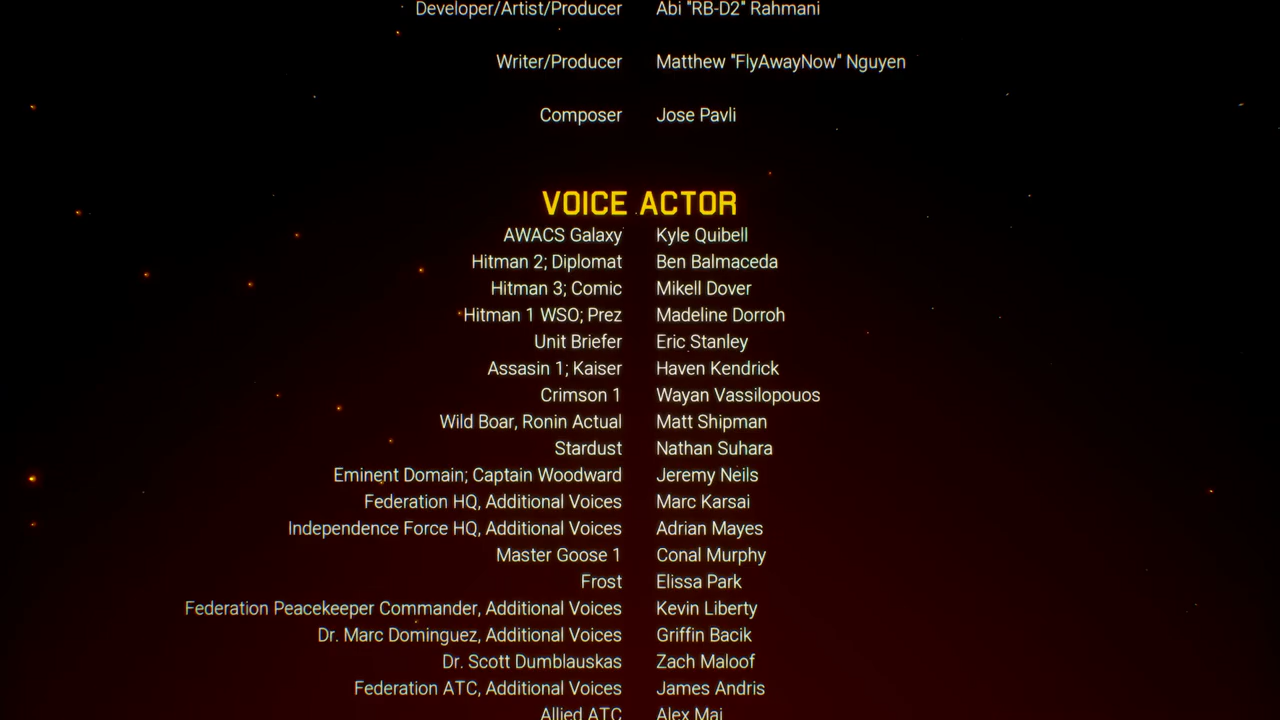 Developer/Artist/Producer Abi "RB-D2" Rahmani
Writer/Producer Matthew "FlyAwayNow" Nguyen
Composer Jose Pavli
VOICE ACTOR
AWACS Galaxy Kyle Quibell
Hitman 2; Diplomat Ben Balmaceda
Hitman 3; Comic Mikell Dover
Hitman 1 WSO; Prez Madeline Dorroh
Unit Briefer Eric Stanley
Assasin 1; Kaiser Haven Kendrick
Crimson 1 Wayan Vassilopouos
Wild Boar, Ronin Actual Matt Shipman
Stardust Nathan Suhara
Eminent Domain; Captain Woodward Jeremy Neils
Federation HQ, Additional Voices Marc Karsai
Independence Force HQ, Additional Voices Adrian Mayes
Master Goose 1 Conal Murphy
Frost Elissa Park
Federation Peacekeeper Commander, Additional Voices Kevin Liberty
Dr. Marc Dominguez, Additional Voices Griffin Bacik
Dr. Scott Dumblauskas Zach Maloof
Federation ATC, Additional Voices James Andris
Allied ATC Alex Mai